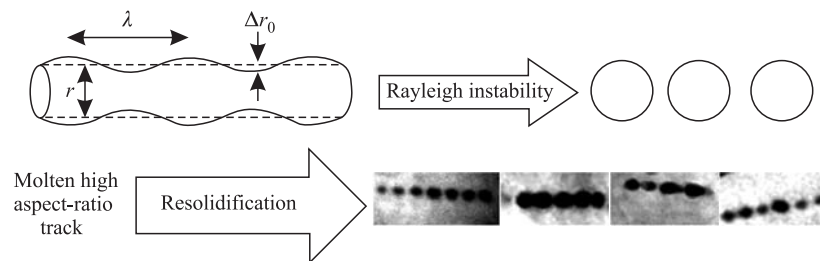 λ
Δr₀
r
Rayleigh instability
Molten high
aspect-ratio
track
Resolidification